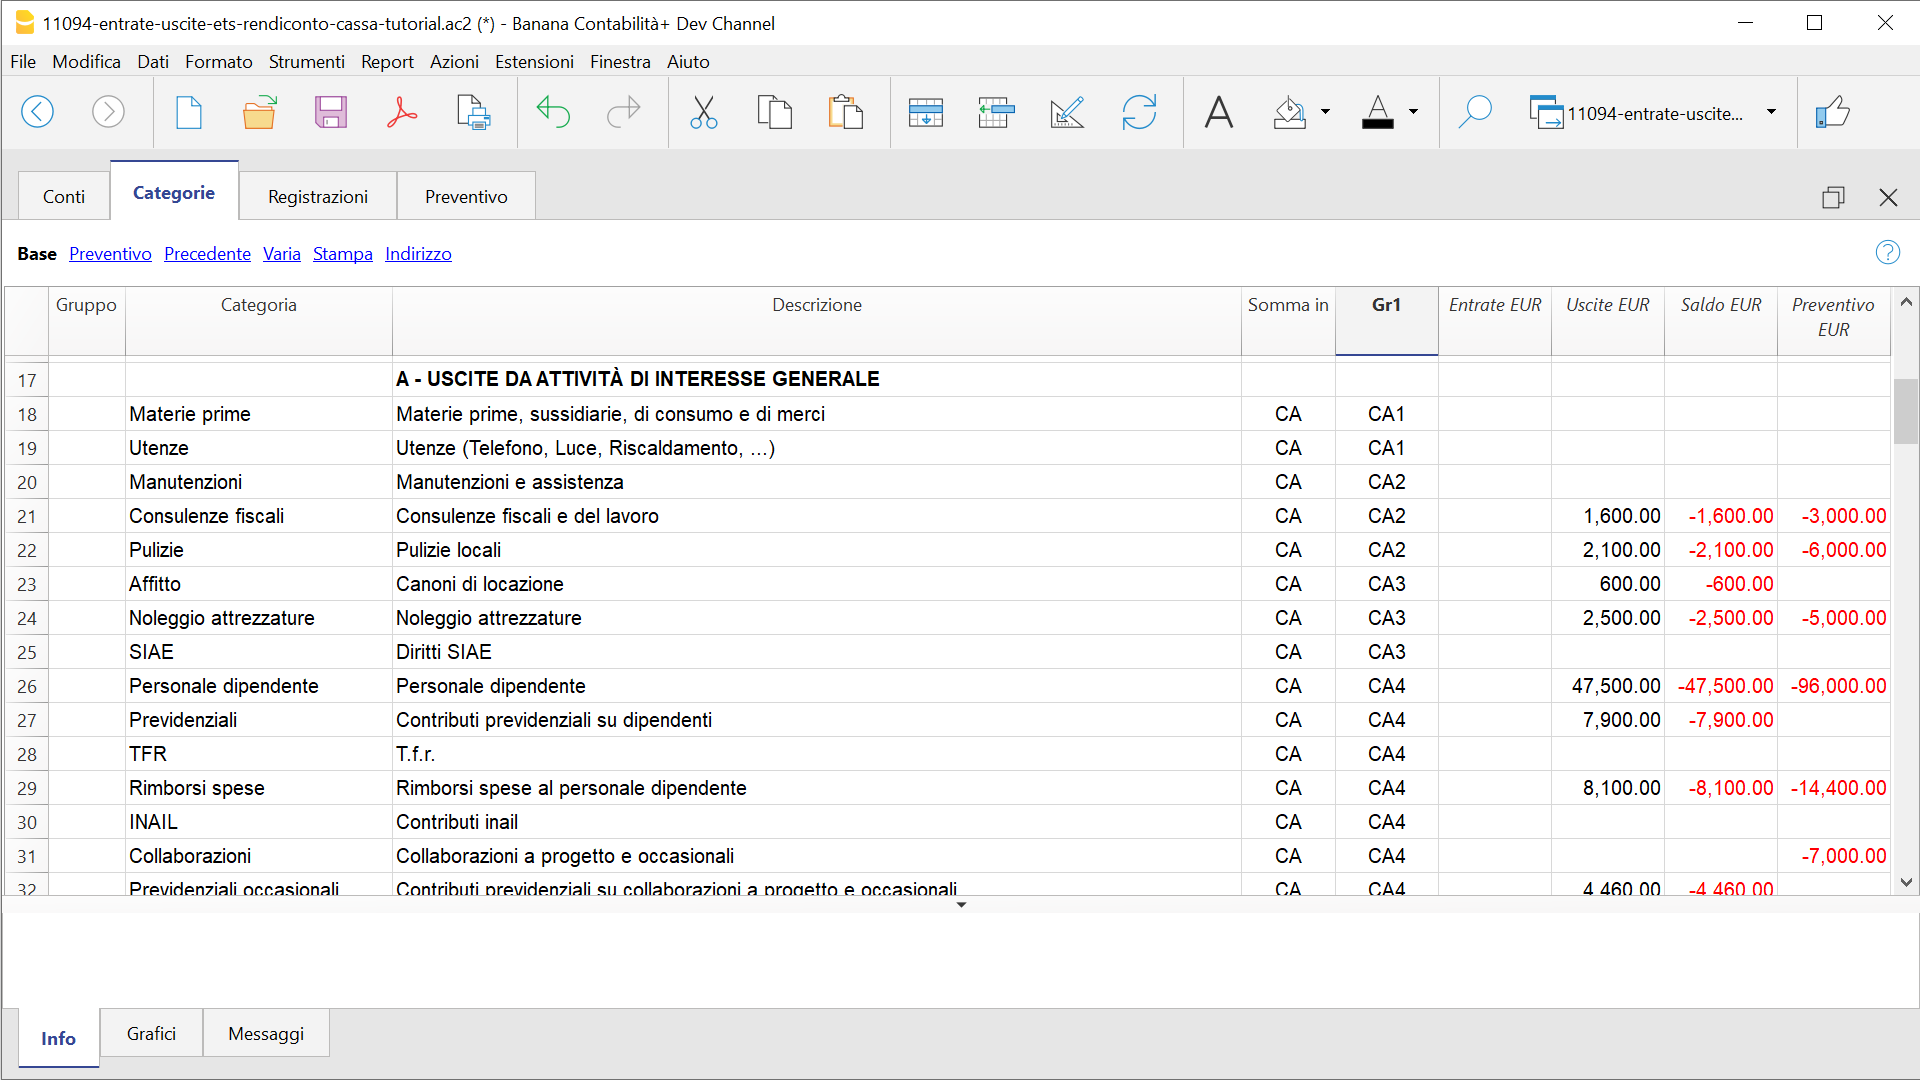 11094-entrate-uscite-ets-rendiconto-cassa-tutorial.ac2 (*) - Banana Contabilità+ Dev Channel
File Modifica Dati Formato Strumenti Report Azioni Estensioni Finestra Aiuto
11094-entrate-uscite...
Conti Categorie Registrazioni Preventivo
Base Preventivo Precedente Varia Stampa Indirizzo
Gruppo Categoria Descrizione Somma in Gr1 Entrate EUR Uscite EUR Saldo EUR Preventivo EUR
17 A - USCITE DA ATTIVITÀ DI INTERESSE GENERALE
18 Materie prime Materie prime, sussidiarie, di consumo e di merci CA CA1
19 Utenze Utenze (Telefono, Luce, Riscaldamento, ...) CA CA1
20 Manutenzioni Manutenzioni e assistenza CA CA2
21 Consulenze fiscali Consulenze fiscali e del lavoro CA CA2 1,600.00 -1,600.00 -3,000.00
22 Pulizie Pulizie locali CA CA2 2,100.00 -2,100.00 -6,000.00
23 Affitto Canoni di locazione CA CA3 600.00 -600.00
24 Noleggio attrezzature Noleggio attrezzature CA CA3 2,500.00 -2,500.00 -5,000.00
25 SIAE Diritti SIAE CA CA3
26 Personale dipendente Personale dipendente CA CA4 47,500.00 -47,500.00 -96,000.00
27 Previdenziali Contributi previdenziali su dipendenti CA CA4 7,900.00 -7,900.00
28 TFR T.f.r. CA CA4
29 Rimborsi spese Rimborsi spese al personale dipendente CA CA4 8,100.00 -8,100.00 -14,400.00
30 INAIL Contributi inail CA CA4
31 Collaborazioni Collaborazioni a progetto e occasionali CA CA4 -7,000.00
32 Previdenziali occasionali Contributi previdenziali su collaborazioni a progetto e occasionali CA CA4 4,460.00 -4,460.00
Info Grafici Messaggi